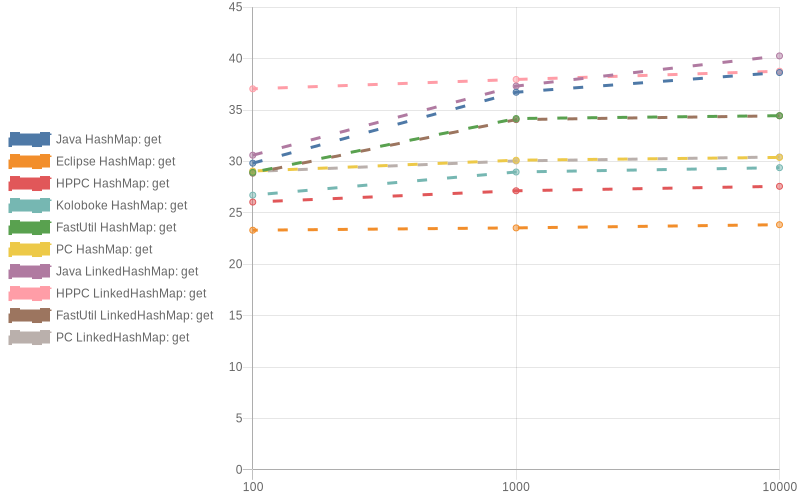 45
40
35
30
25
20
15
10
5
0
100
1000
10000
Java HashMap: get
Eclipse HashMap: get
HPPC HashMap: get
Koloboke HashMap: get
FastUtil HashMap: get
PC HashMap: get
Java LinkedHashMap: get
HPPC LinkedHashMap: get
FastUtil LinkedHashMap: get
PC LinkedHashMap: get